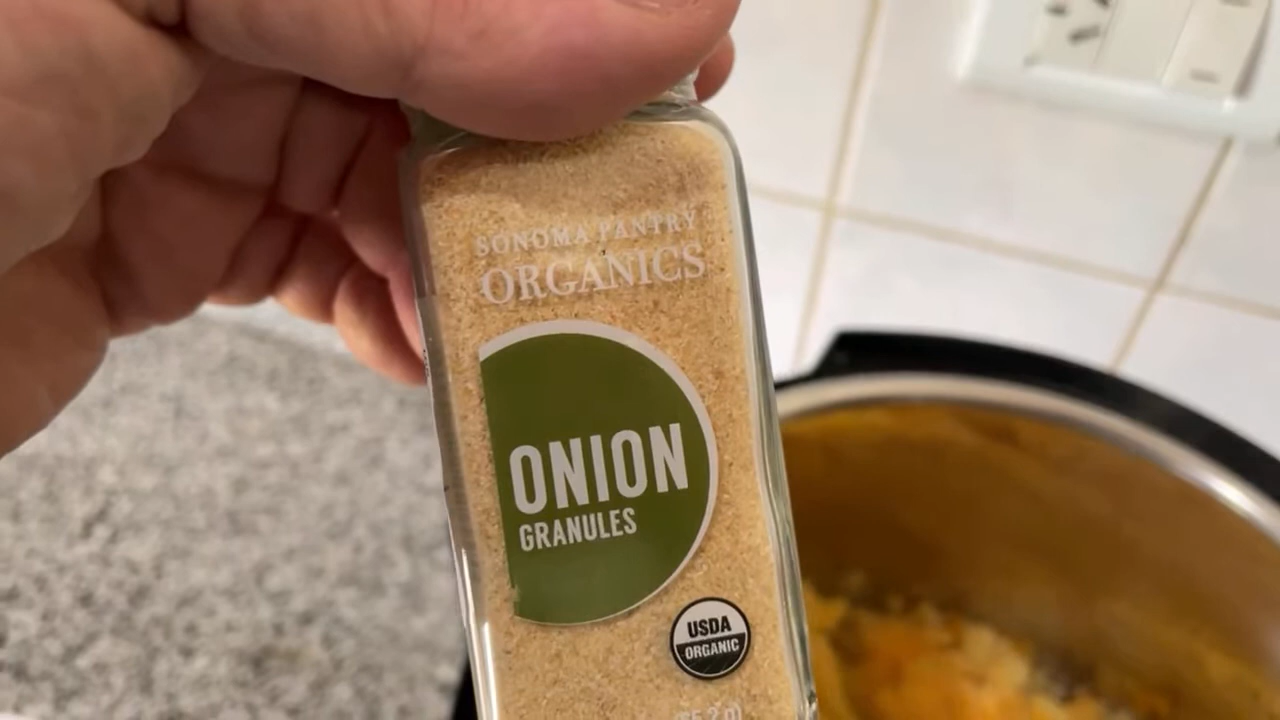 SONOMA PANTRY
ORGANICS
ONION
GRANULES
USDA
ORGANIC